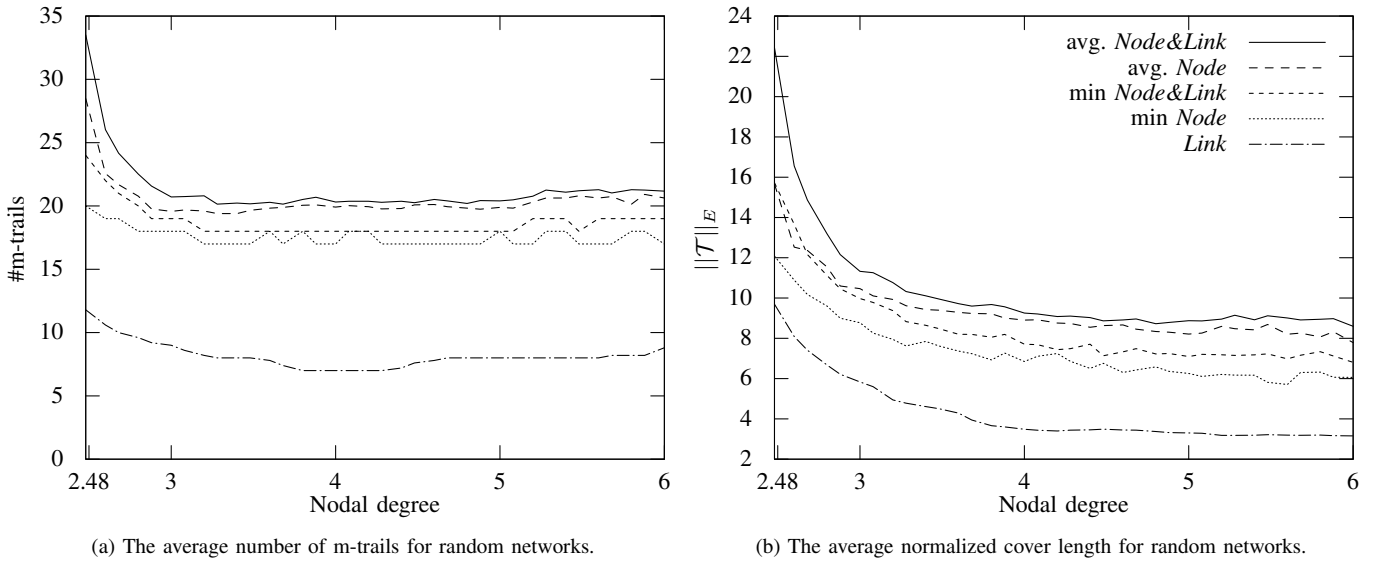 35
30
25
20
15
10
5
0
#m-trails
2.48 3 4 5 6
Nodal degree
(a) The average number of m-trails for random networks.
24
22
20
18
16
14
12
10
8
6
4
2
||𝒯||_E
avg. Node&Link
avg. Node
min Node&Link
min Node
Link
2.48 3 4 5 6
Nodal degree
(b) The average normalized cover length for random networks.